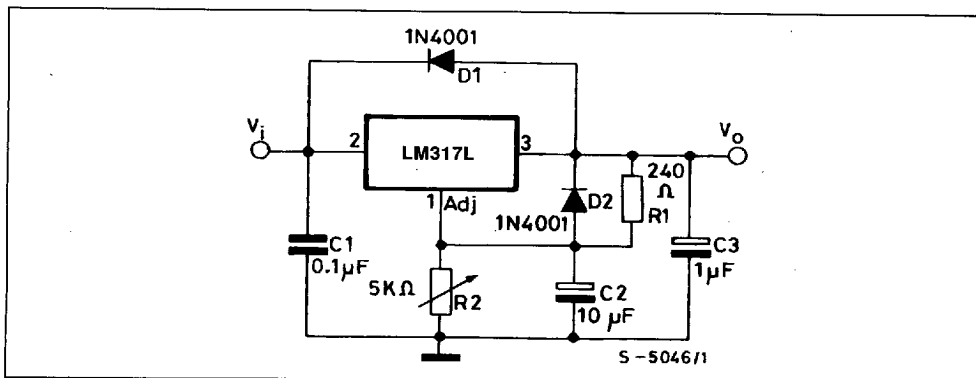 1N4001
D1
Vi
2
LM317L
3
Vo
1 Adj
D2
1N4001
240
Ω
R1
C1
0.1µF
5KΩ
R2
C2
10 µF
C3
1µF
S-5046/1